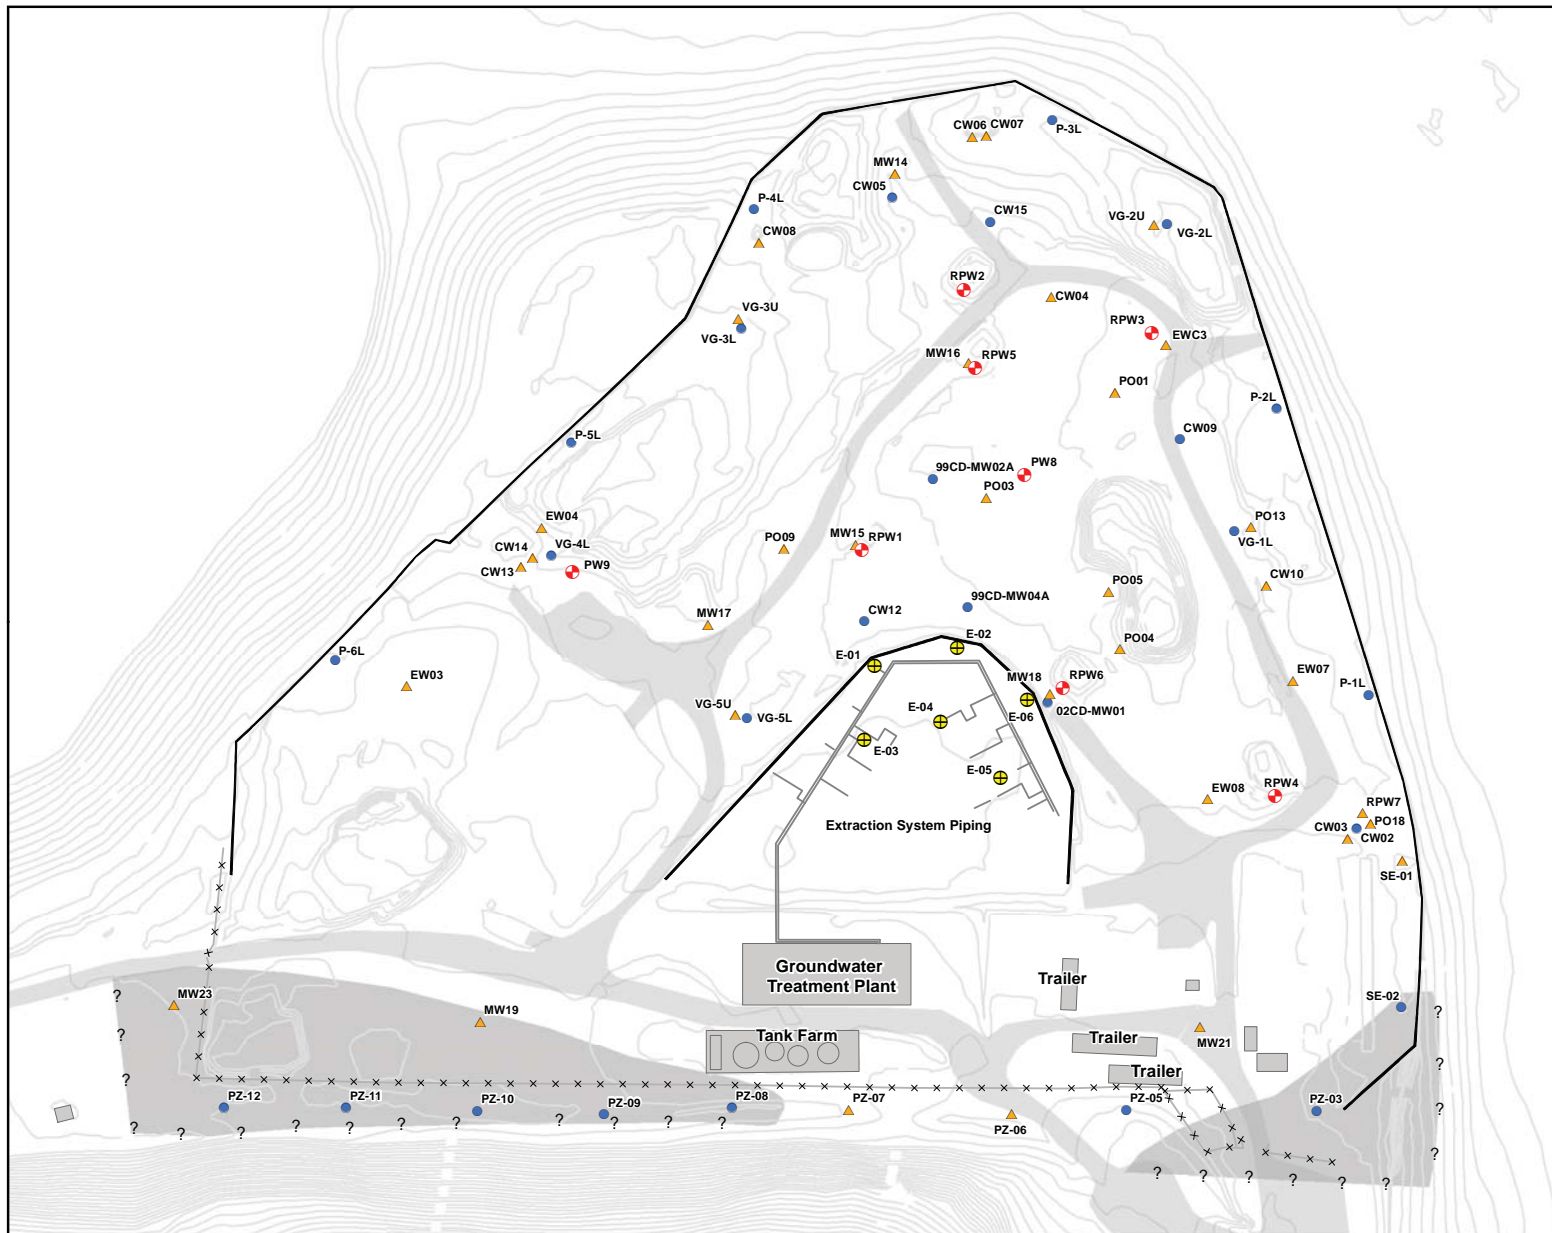 CW06 CW07
P-3L
MW14
CW05
P-4L
CW15
VG-2U
VG-2L
CW08
RPW2
CW04
VG-3U
VG-3L
RPW3
EWC3
MW16 RPW5
PO01
P-2L
CW09
P-5L
99CD-MW02A
PW8
PO03
EW04
PO13
VG-1L
CW14
VG-4L
PO09
MW15 RPW1
CW13
PW9
CW10
PO05
99CD-MW04A
MW17
CW12
E-02
PO04
P-6L
E-01
MW18
RPW6
EW07
P-1L
EW03
VG-5U
VG-5L
E-04
E-06
02CD-MW01
E-03
E-05
EW08
RPW4
RPW7
Extraction System Piping
CW03
PO18
CW02
SE-01
Groundwater
Treatment Plant
Trailer
MW23
SE-02
?
?
MW19
Tank Farm
Trailer
MW21
?
?
Trailer
?
?
PZ-12
PZ-11
PZ-10
PZ-09
PZ-08
PZ-07
PZ-06
PZ-05
PZ-03
?
? ? ? ? ? ?
?
? ? ? ? ? ?